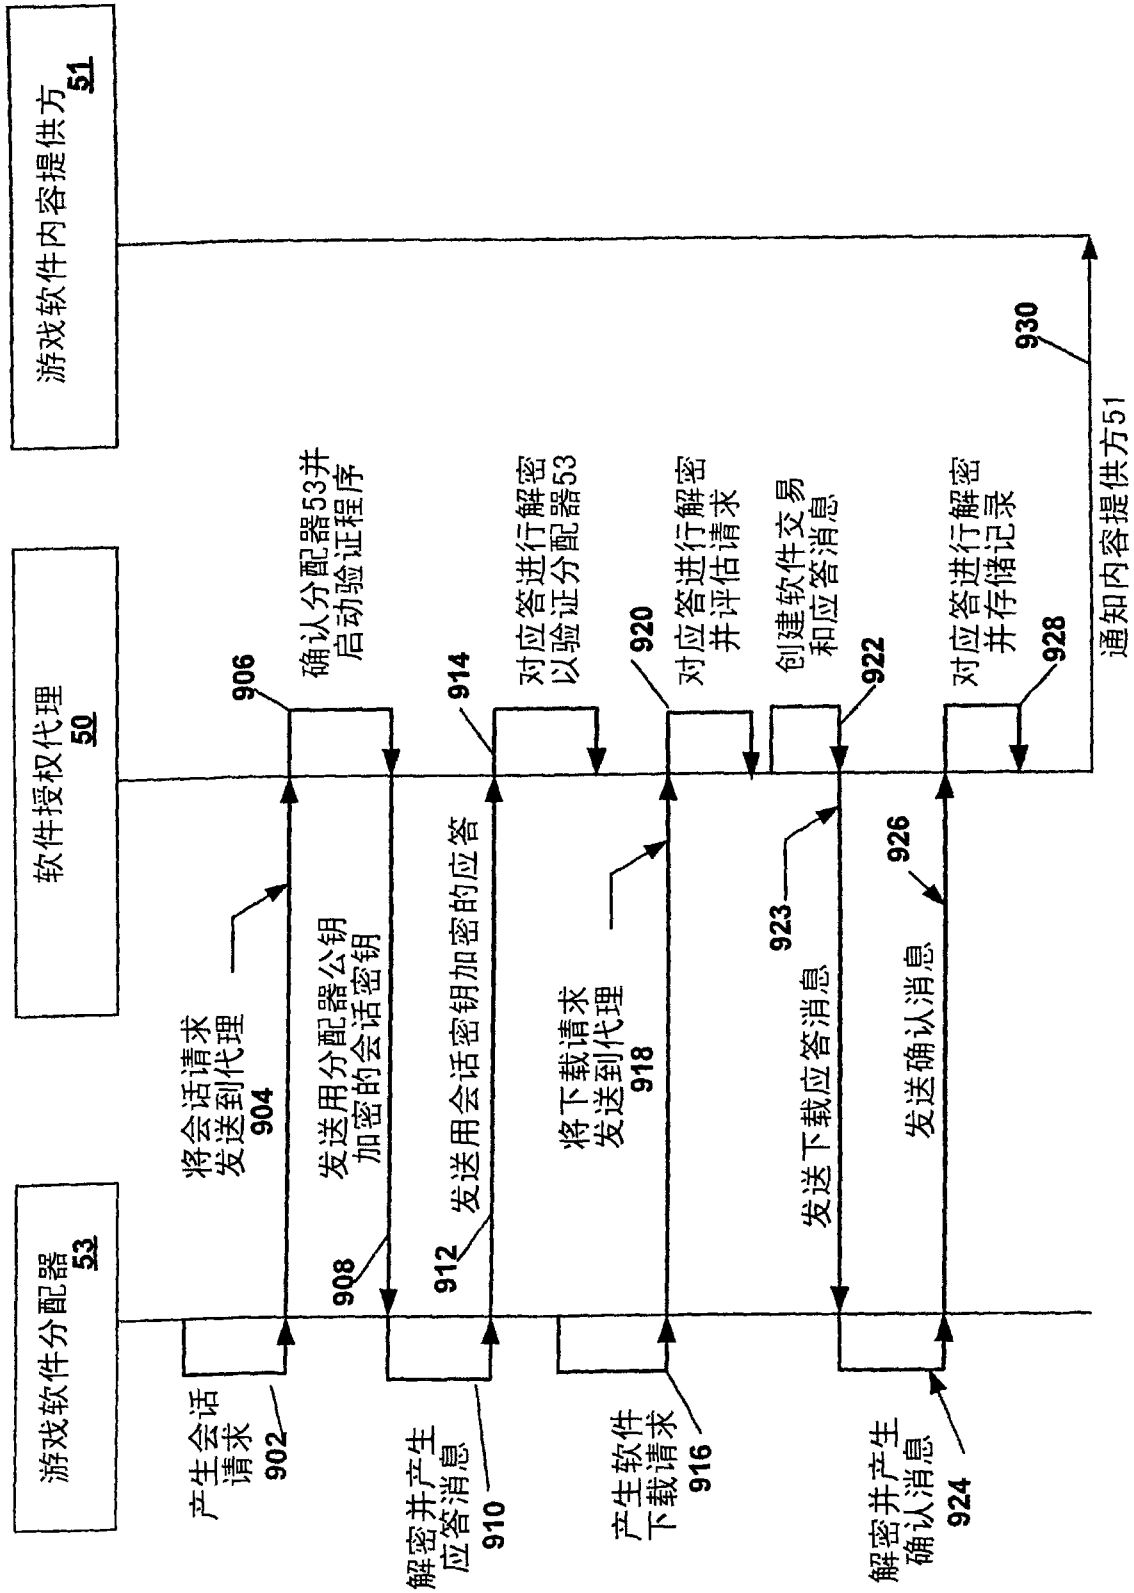 游戏软件分配器
53
软件授权代理
50
游戏软件内容提供方
51
产生会话
请求
902
将会话请求
发送到代理
904
906
确认分配器53并
启动验证程序
发送用分配器公钥
加密的会话密钥
908
解密并产生
应答消息
910
912
发送用会话密钥加密的应答
914
对应答进行解密
以验证分配器53
产生软件
下载请求
916
将下载请求
发送到代理
918
920
对应答进行解密
并评估请求
创建软件交易
和应答消息
922
923
发送下载应答消息
解密并产生
确认消息
924
发送确认消息
926
对应答进行解密
并存储记录
928
930
通知内容提供方51